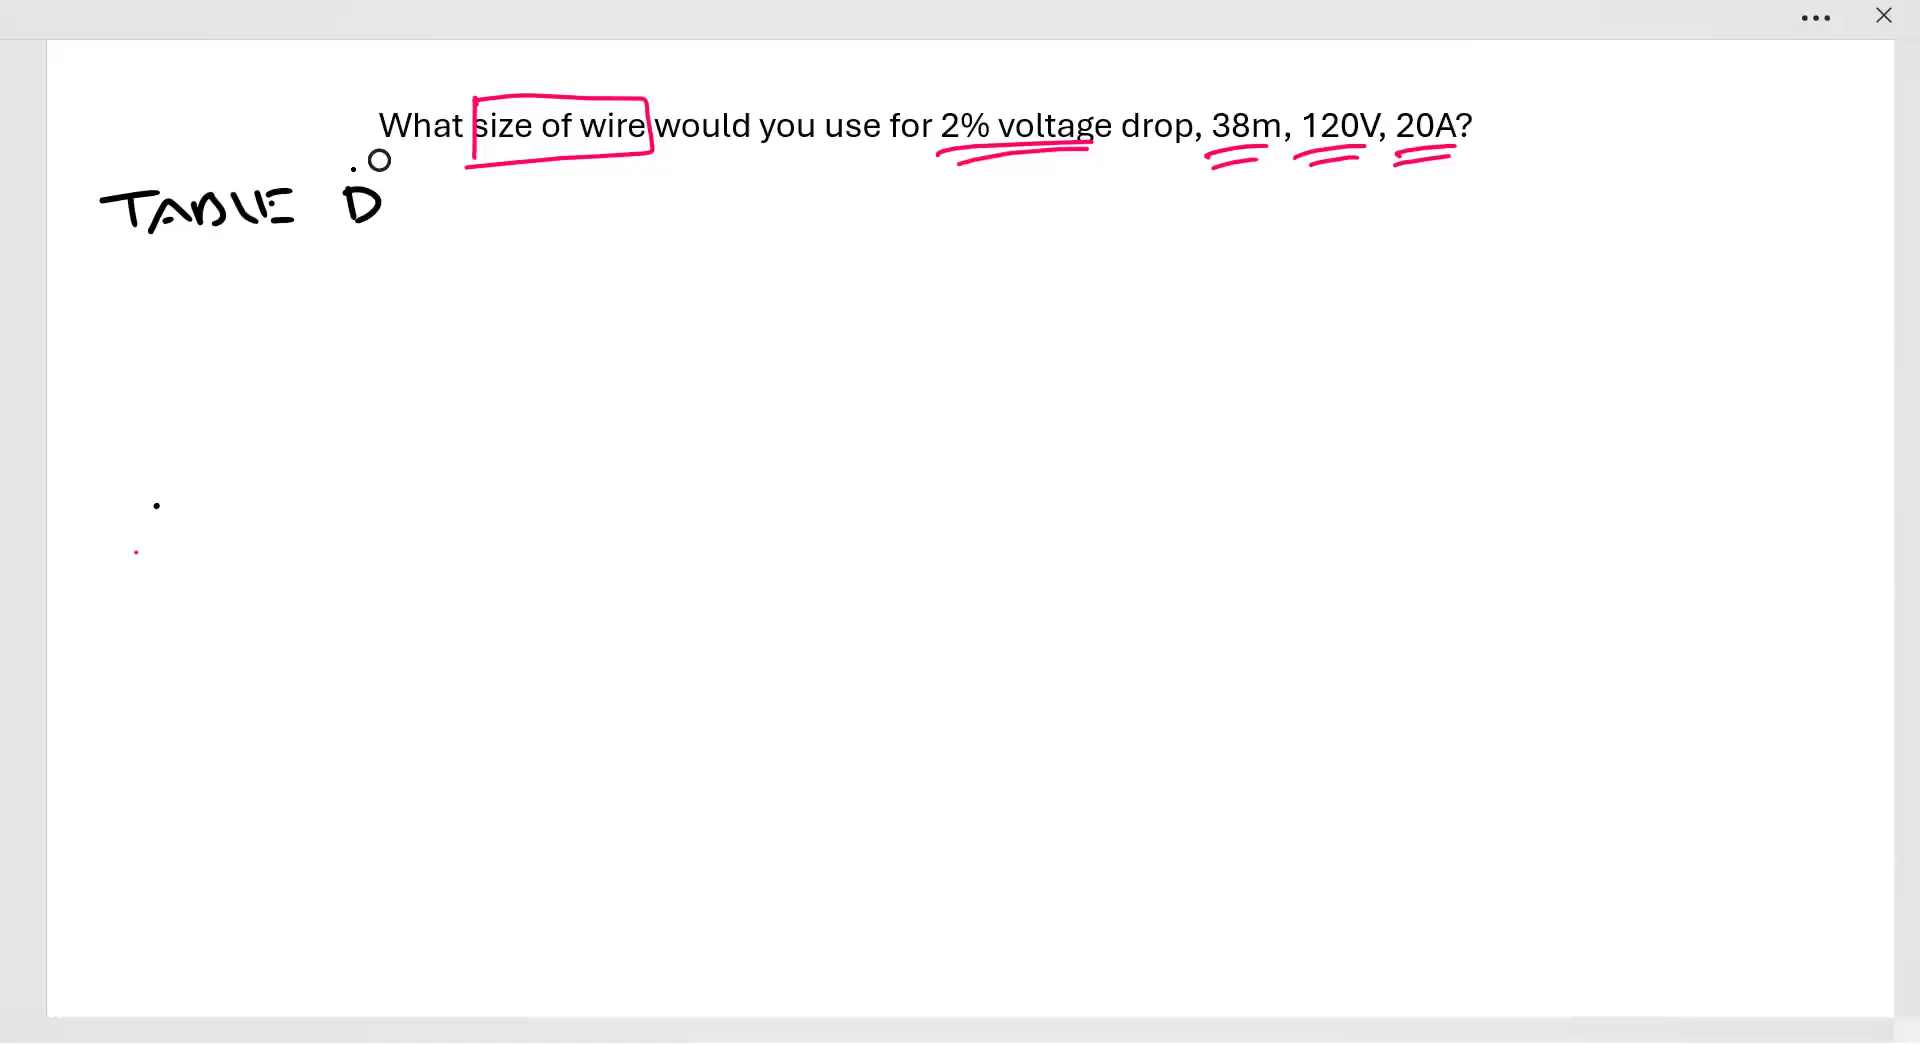 What size of wire would you use for 2% voltage drop, 38m, 120V, 20A?
TABLE D